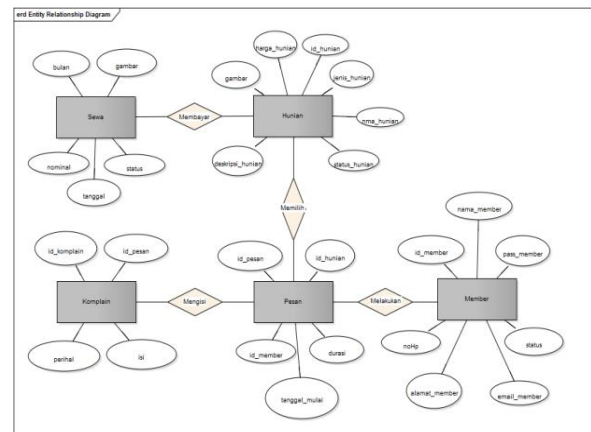 erd Entity Relationship Diagram
bulan
gambar
harga_hunian
id_hunian
gambar
jenis_hunian
Sewa
Membayar
Hunian
nma_hunian
nominal
status
tanggal
deskripsi_hunian
status_hunian
Memilih
nama_member
id_komplain
id_pesan
id_pesan
id_hunian
id_member
pass_member
Komplain
Mengisi
Pesan
Melakukan
Member
perihal
isi
id_member
durasi
noHp
status
tanggal_mulai
alamat_member
email_member